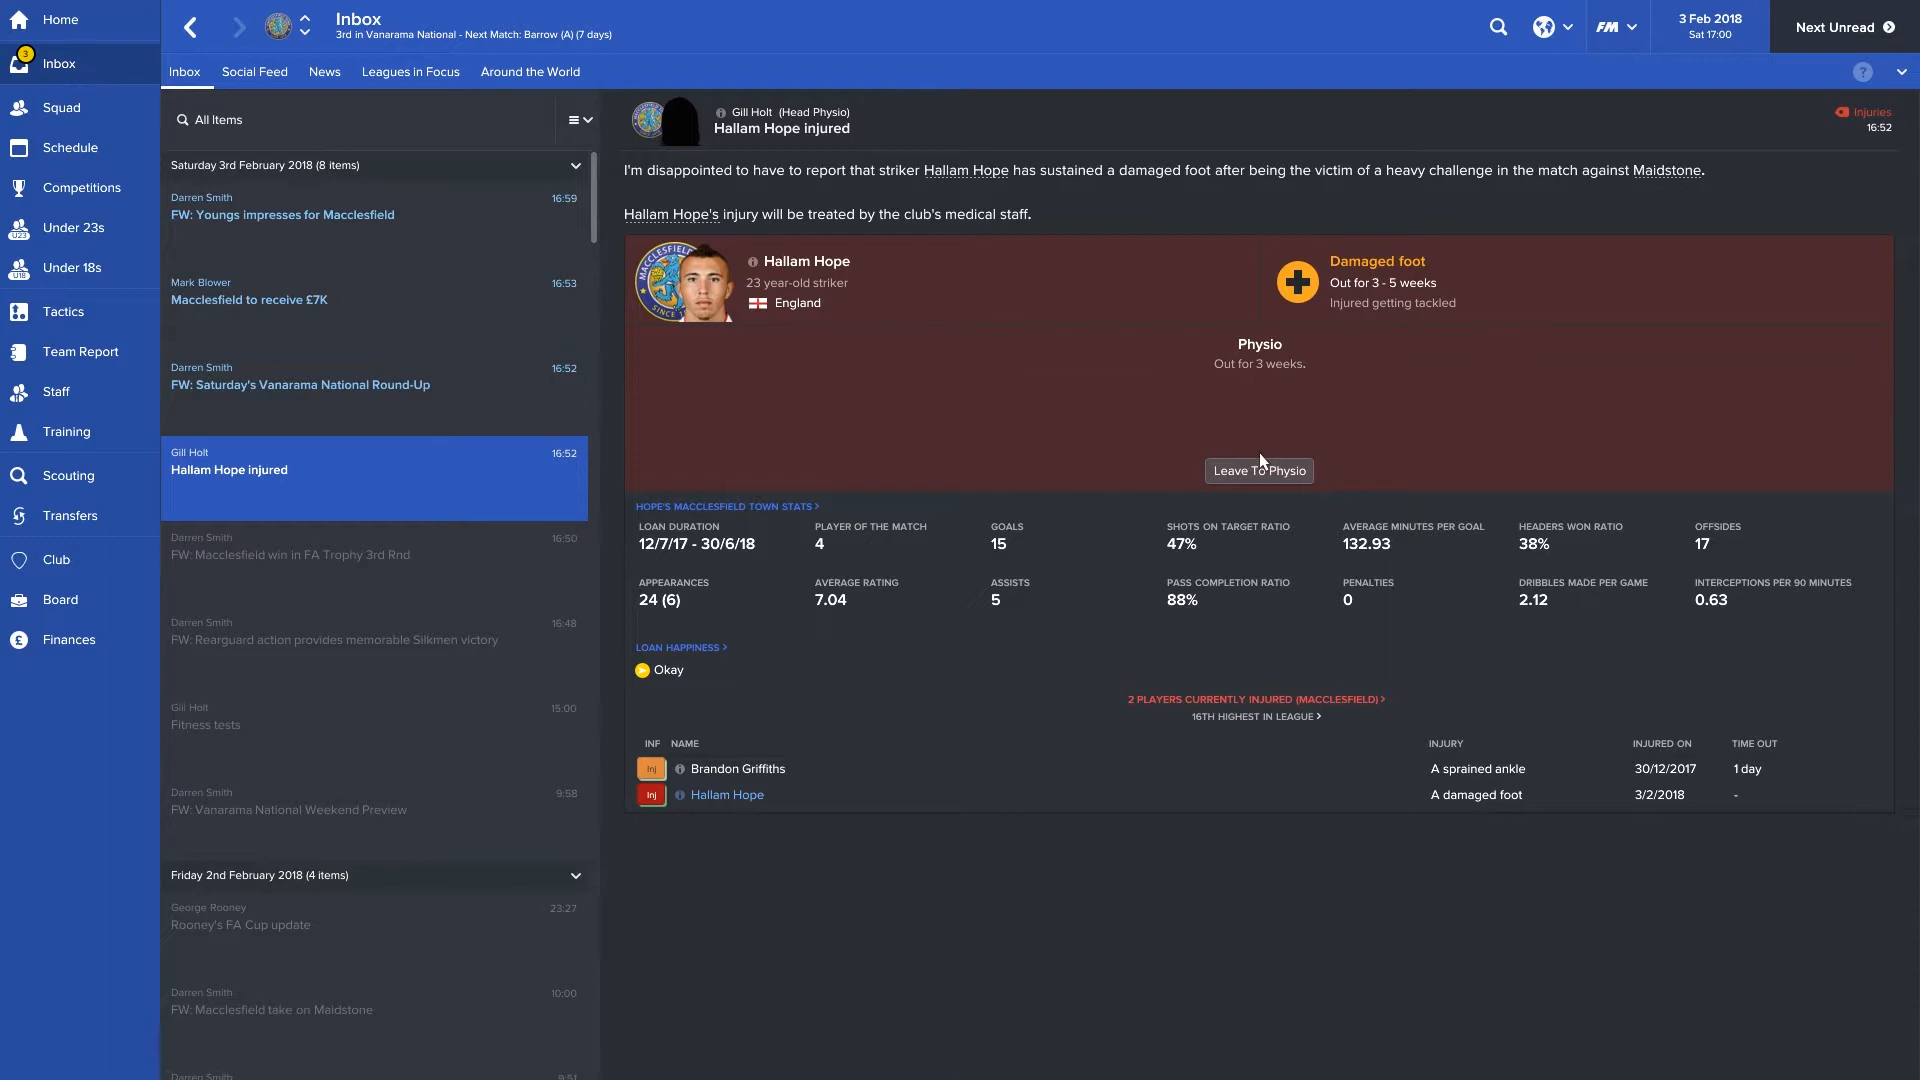 Home
3
Inbox
Squad
Schedule
Competitions
U23
Under 23s
U18
Under 18s
Tactics
Team Report
Staff
Training
Scouting
Transfers
Club
Board
£
Finances
Inbox
3rd in Vanarama National - Next Match: Barrow (A) (7 days)
FM
3 Feb 2018
Sat 17:00
Next Unread
Inbox
Social Feed
News
Leagues in Focus
Around the World
?
All Items
Saturday 3rd February 2018 (8 items)
Darren Smith
16:59
FW: Youngs impresses for Macclesfield
Mark Blower
16:53
Macclesfield to receive £7K
Darren Smith
16:52
FW: Saturday's Vanarama National Round-Up
Gill Holt
16:52
Hallam Hope injured
Darren Smith
16:50
FW: Macclesfield win in FA Trophy 3rd Rnd
Darren Smith
16:48
FW: Rearguard action provides memorable Silkmen victory
Gill Holt
15:00
Fitness tests
Darren Smith
9:58
FW: Vanarama National Weekend Preview
Friday 2nd February 2018 (4 items)
George Rooney
23:27
Rooney's FA Cup update
Darren Smith
10:00
FW: Macclesfield take on Maidstone
Darren Smith
9:51
Gill Holt (Head Physio)
Hallam Hope injured
Injuries
16:52
I'm disappointed to have to report that striker Hallam Hope has sustained a damaged foot after being the victim of a heavy challenge in the match against Maidstone.
Hallam Hope's injury will be treated by the club's medical staff.
MACCLESFIELD
SINCE
Hallam Hope
23 year-old striker
England
Damaged foot
Out for 3 - 5 weeks
Injured getting tackled
Physio
Out for 3 weeks.
Leave To Physio
HOPE'S MACCLESFIELD TOWN STATS >
LOAN DURATION
12/7/17 - 30/6/18
PLAYER OF THE MATCH
4
GOALS
15
SHOTS ON TARGET RATIO
47%
AVERAGE MINUTES PER GOAL
132.93
HEADERS WON RATIO
38%
OFFSIDES
17
APPEARANCES
24 (6)
AVERAGE RATING
7.04
ASSISTS
5
PASS COMPLETION RATIO
88%
PENALTIES
0
DRIBBLES MADE PER GAME
2.12
INTERCEPTIONS PER 90 MINUTES
0.63
LOAN HAPPINESS >
Okay
2 PLAYERS CURRENTLY INJURED (MACCLESFIELD) >
16TH HIGHEST IN LEAGUE >
INF NAME INJURY INJURED ON TIME OUT
Inj Brandon Griffiths A sprained ankle 30/12/2017 1 day
Inj Hallam Hope A damaged foot 3/2/2018 -